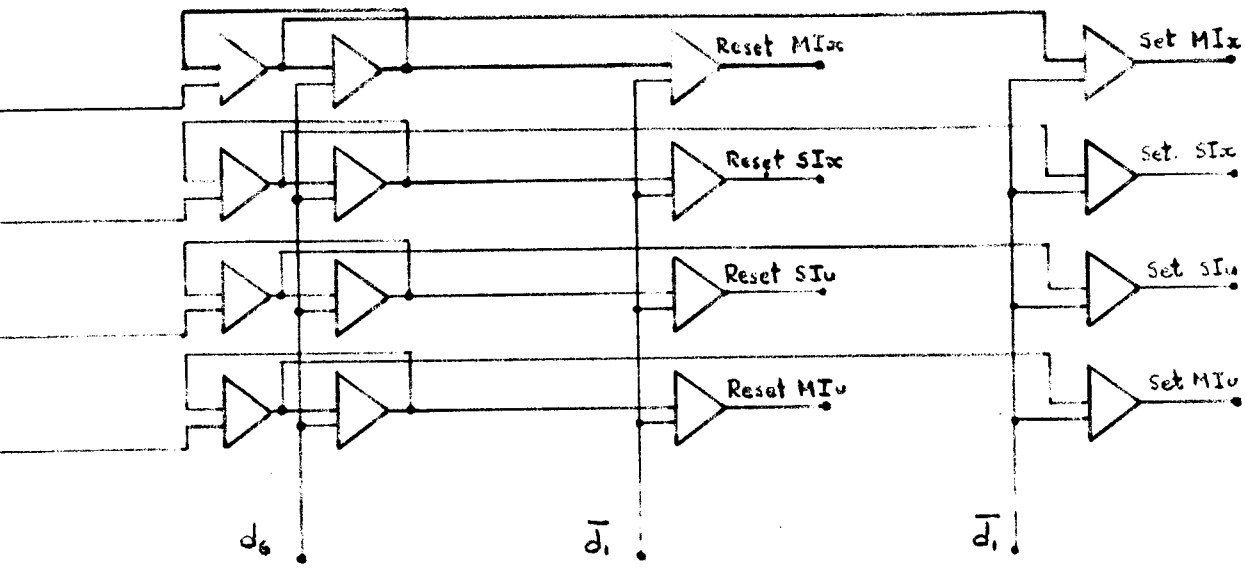 Reset MIx
Set MIx
Reset SIx
Set. SIx
Reset SIu
Set SIu
Reset MIu
Set MIu
d₆
d̅₁
d̅₁